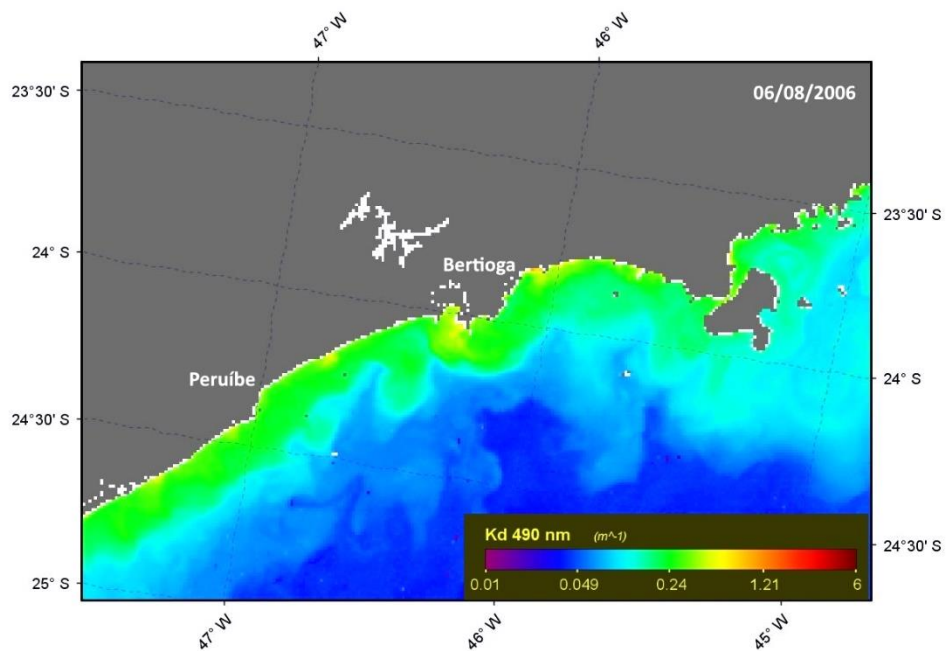 47° W
46° W
23°30' S
06/08/2006
23°30' S
24° S
Bertioga
Peruíbe
24° S
24°30' S
Kd 490 nm (m^-1)
24°30' S
0.01 0.049 0.24 1.21 6
25° S
47° W
46° W
45° W